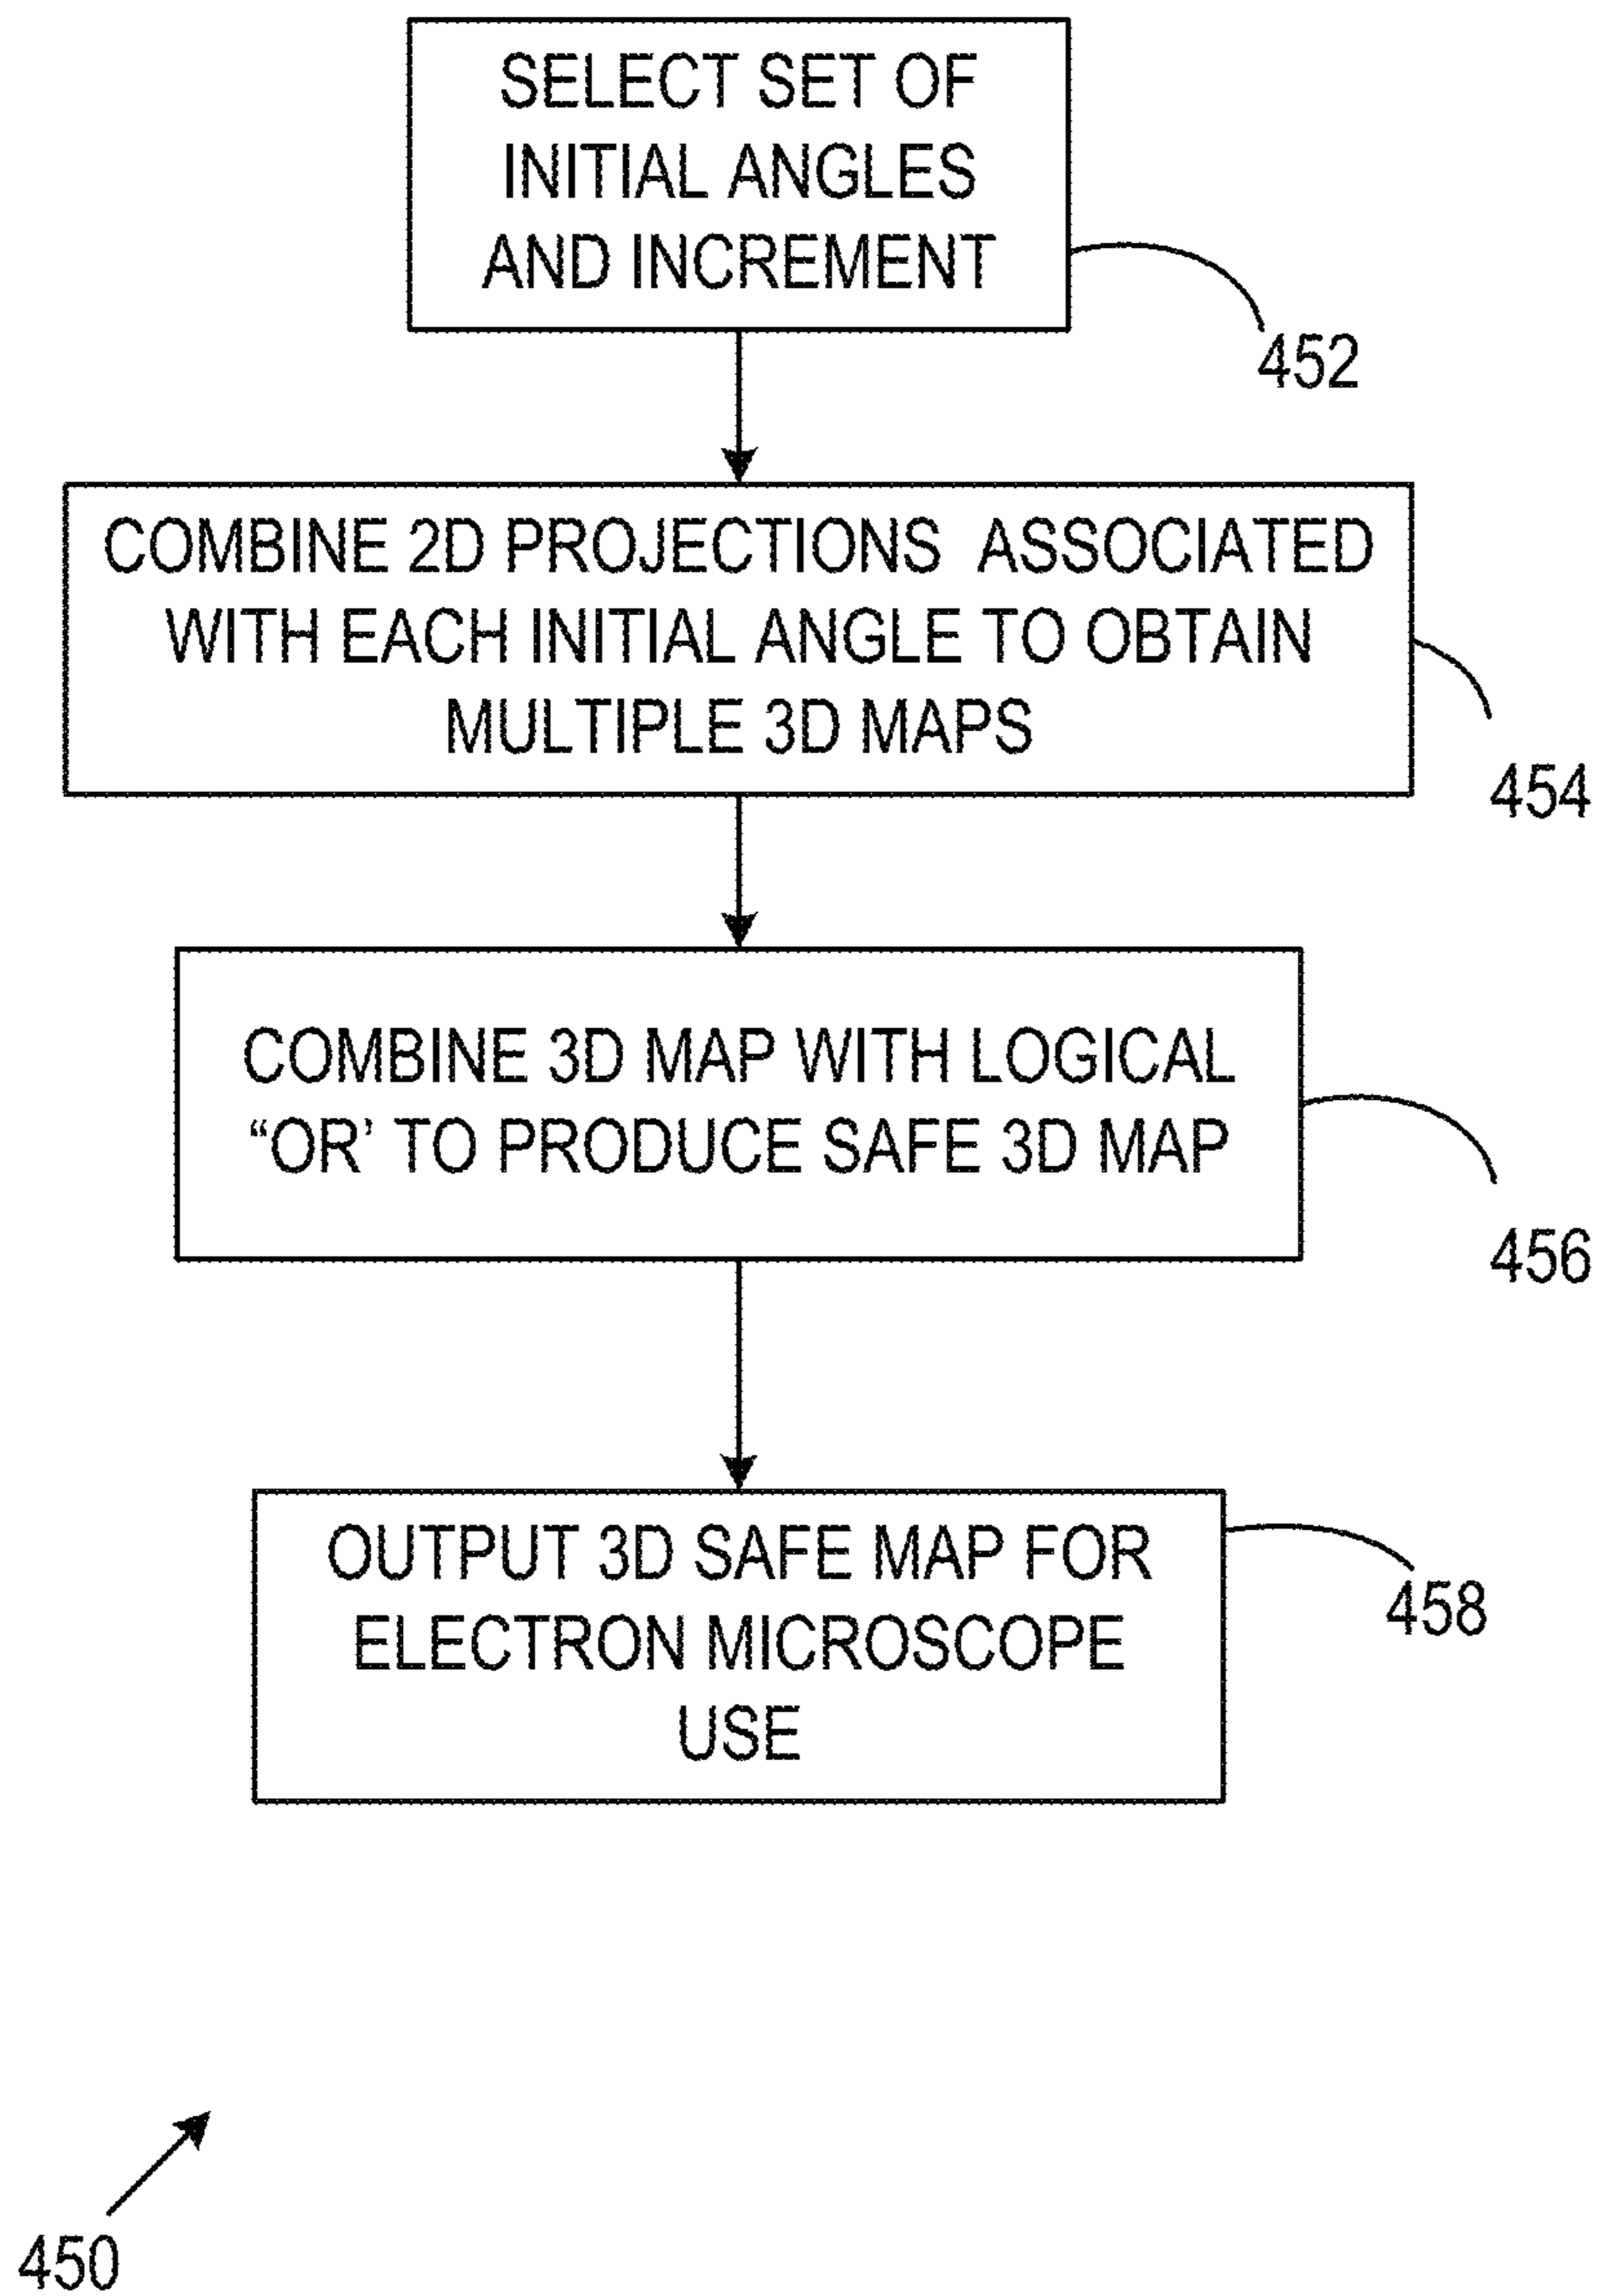 SELECT SET OF
INITIAL ANGLES
AND INCREMENT
452
COMBINE 2D PROJECTIONS ASSOCIATED
WITH EACH INITIAL ANGLE TO OBTAIN
MULTIPLE 3D MAPS
454
COMBINE 3D MAP WITH LOGICAL
“OR’ TO PRODUCE SAFE 3D MAP
456
OUTPUT 3D SAFE MAP FOR
ELECTRON MICROSCOPE
USE
458
450